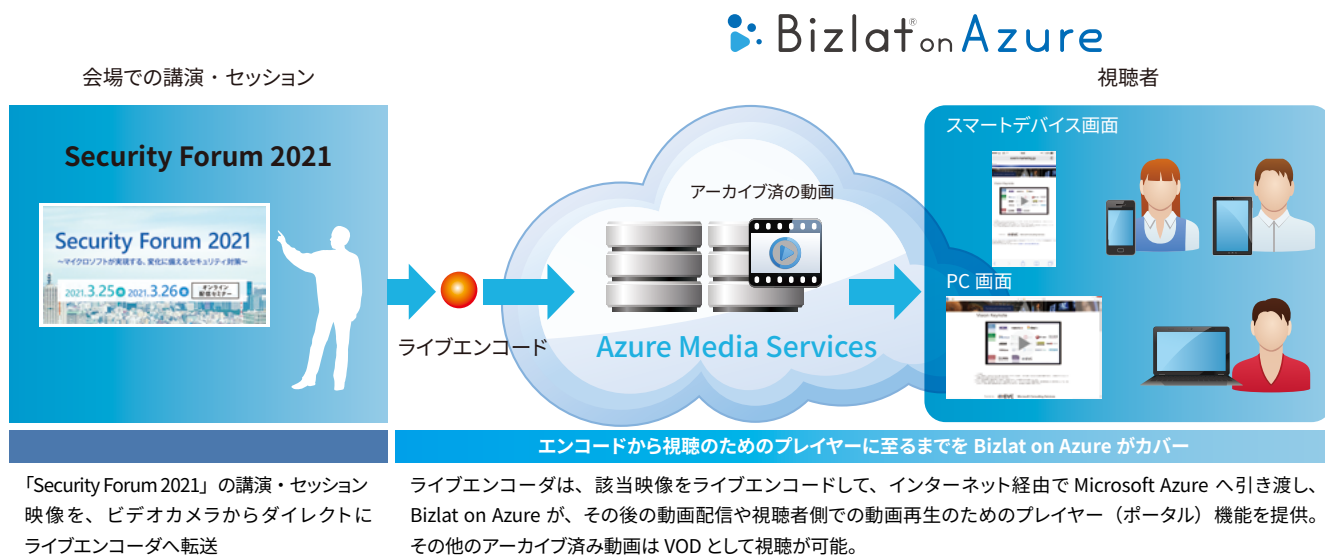 Bizlat® on Azure
会場での講演・セッション
視聴者
Security Forum 2021
Security Forum 2021
～マイクロソフトが実現する、変化に備えるセキュリティ対策～
2021.3.25 2021.3.26 オンライン配信セミナー
ライブエンコード
アーカイブ済の動画
Azure Media Services
スマートデバイス画面
PC 画面
エンコードから視聴のためのプレイヤーに至るまでを Bizlat on Azure がカバー
「Security Forum 2021」の講演・セッション
映像を、ビデオカメラからダイレクトに
ライブエンコーダへ転送
ライブエンコーダは、該当映像をライブエンコードして、インターネット経由で Microsoft Azure へ引き渡し、
Bizlat on Azure が、その後の動画配信や視聴者側での動画再生のためのプレイヤー（ポータル）機能を提供。
その他のアーカイブ済み動画は VOD として視聴が可能。